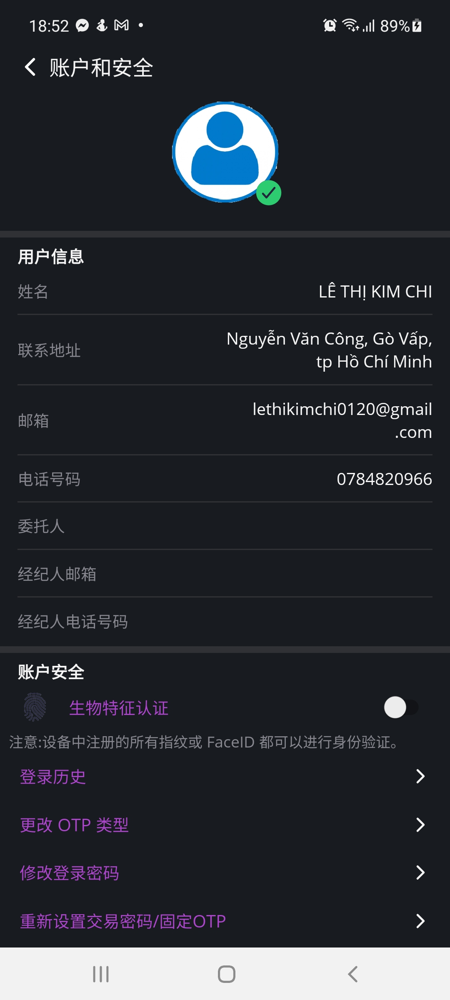 18:52
89%
账户和安全
用户信息
姓名
LÊ THỊ KIM CHI
联系地址
Nguyễn Văn Công, Gò Vấp,
tp Hồ Chí Minh
邮箱
lethikimchi0120@gmail
.com
电话号码
0784820966
委托人
经纪人邮箱
经纪人电话号码
账户安全
生物特征认证
注意:设备中注册的所有指纹或 FaceID 都可以进行身份验证。
登录历史
更改 OTP 类型
修改登录密码
重新设置交易密码/固定OTP